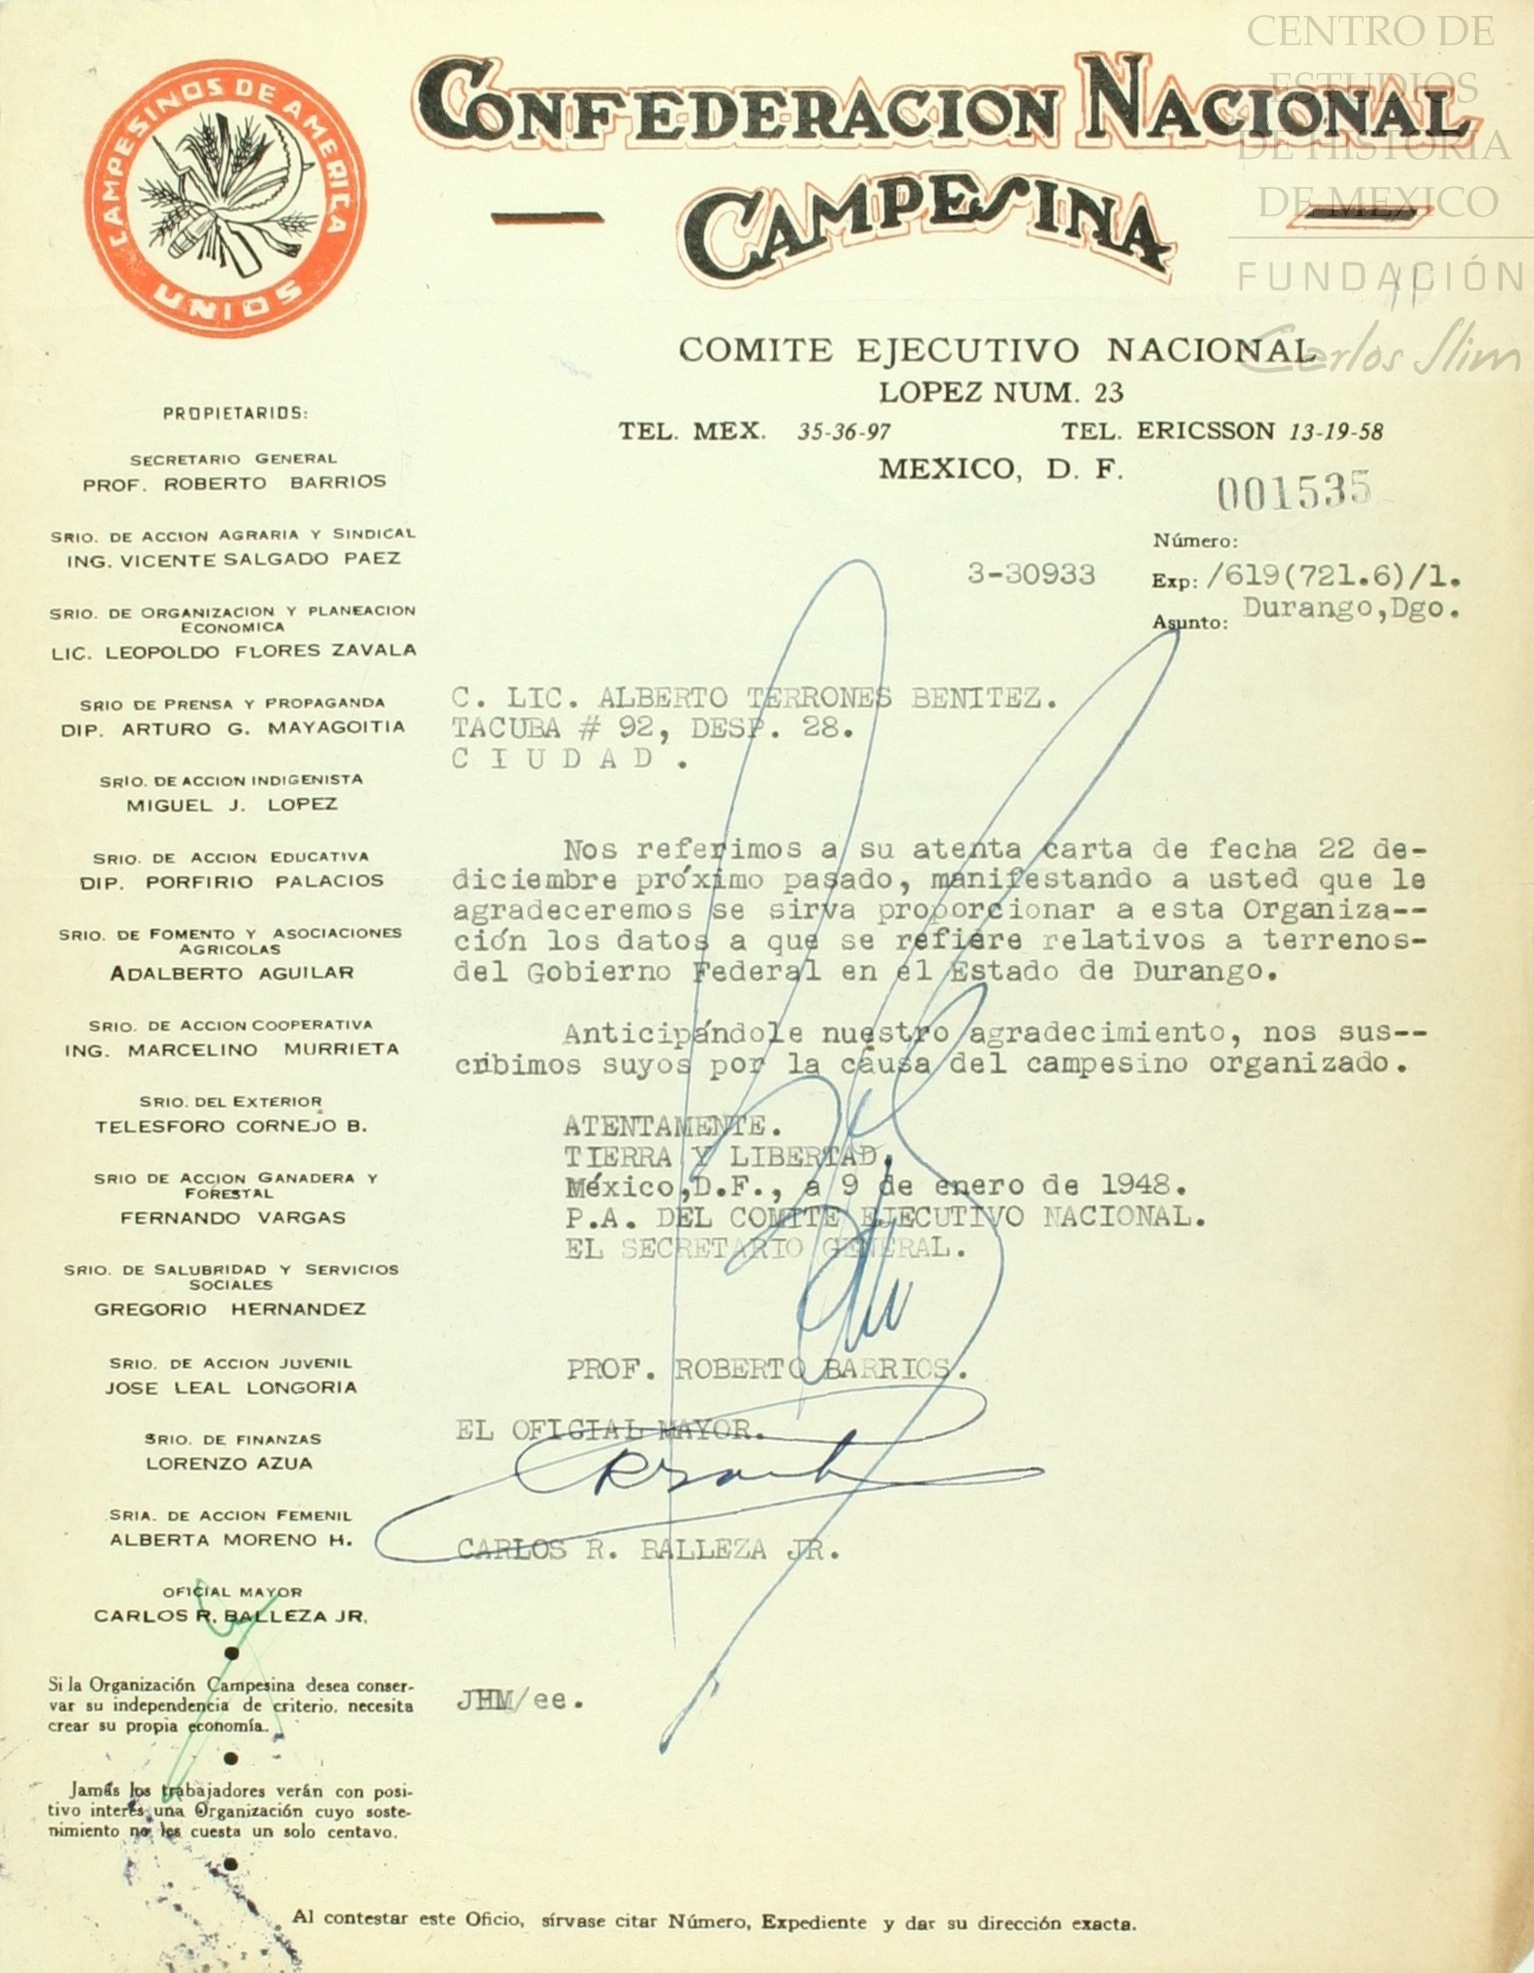 CAMPESINOS DE AMERICA
UNIOS
CONFEDERACION NACIONAL
CAMPESINA
CENTRO DE
ESTUDIOS
DE HISTORIA
DE MEXICO
FUNDACIÓN
Carlos Slim
COMITE EJECUTIVO NACIONAL
LOPEZ NUM. 23
TEL. MEX. 35-36-97 TEL. ERICSSON 13-19-58
MEXICO, D. F.
001535
Número:
3-30933 Exp: /619(721.6)/1.
Asunto: Durango,Dgo.
PROPIETARIOS:
SECRETARIO GENERAL
PROF. ROBERTO BARRIOS
SRIO. DE ACCION AGRARIA Y SINDICAL
ING. VICENTE SALGADO PAEZ
SRIO. DE ORGANIZACION Y PLANEACION
ECONOMICA
LIC. LEOPOLDO FLORES ZAVALA
SRIO DE PRENSA Y PROPAGANDA
DIP. ARTURO G. MAYAGOITIA
SRIO. DE ACCION INDIGENISTA
MIGUEL J. LOPEZ
SRIO. DE ACCION EDUCATIVA
DIP. PORFIRIO PALACIOS
SRIO. DE FOMENTO Y ASOCIACIONES
AGRICOLAS
ADALBERTO AGUILAR
SRIO. DE ACCION COOPERATIVA
ING. MARCELINO MURRIETA
SRIO. DEL EXTERIOR
TELESFORO CORNEJO B.
SRIO DE ACCION GANADERA Y
FORESTAL
FERNANDO VARGAS
SRIO. DE SALUBRIDAD Y SERVICIOS
SOCIALES
GREGORIO HERNANDEZ
SRIO. DE ACCION JUVENIL
JOSE LEAL LONGORIA
SRIO. DE FINANZAS
LORENZO AZUA
SRIA. DE ACCION FEMENIL
ALBERTA MORENO H.
OFICIAL MAYOR
CARLOS R. BALLEZA JR.
Si la Organización Campesina desea conser-
var su independencia de criterio, necesita
crear su propia economía.
Jamás los trabajadores verán con posi-
tivo interés una Organización cuyo soste-
nimiento no les cuesta un solo centavo.
C. LIC. ALBERTO TERRONES BENITEZ.
TACUBA # 92, DESP. 28.
C I U D A D .
Nos referimos a su atenta carta de fecha 22 de-
diciembre próximo pasado, manifestando a usted que le
agradeceremos se sirva proporcionar a esta Organiza--
ción los datos a que se refiere relativos a terrenos-
del Gobierno Federal en el Estado de Durango.
Anticipándole nuestro agradecimiento, nos sus--
cribimos suyos por la causa del campesino organizado.
ATENTAMENTE.
TIERRA Y LIBERTAD.
México,D.F., a 9 de enero de 1948.
P.A. DEL COMITE EJECUTIVO NACIONAL.
EL SECRETARIO GENERAL.
PROF. ROBERTO BARRIOS.
EL OFICIAL MAYOR.
CARLOS R. BALLEZA JR.
JHM/ee.
Al contestar este Oficio, sírvase citar Número, Expediente y dar su dirección exacta.